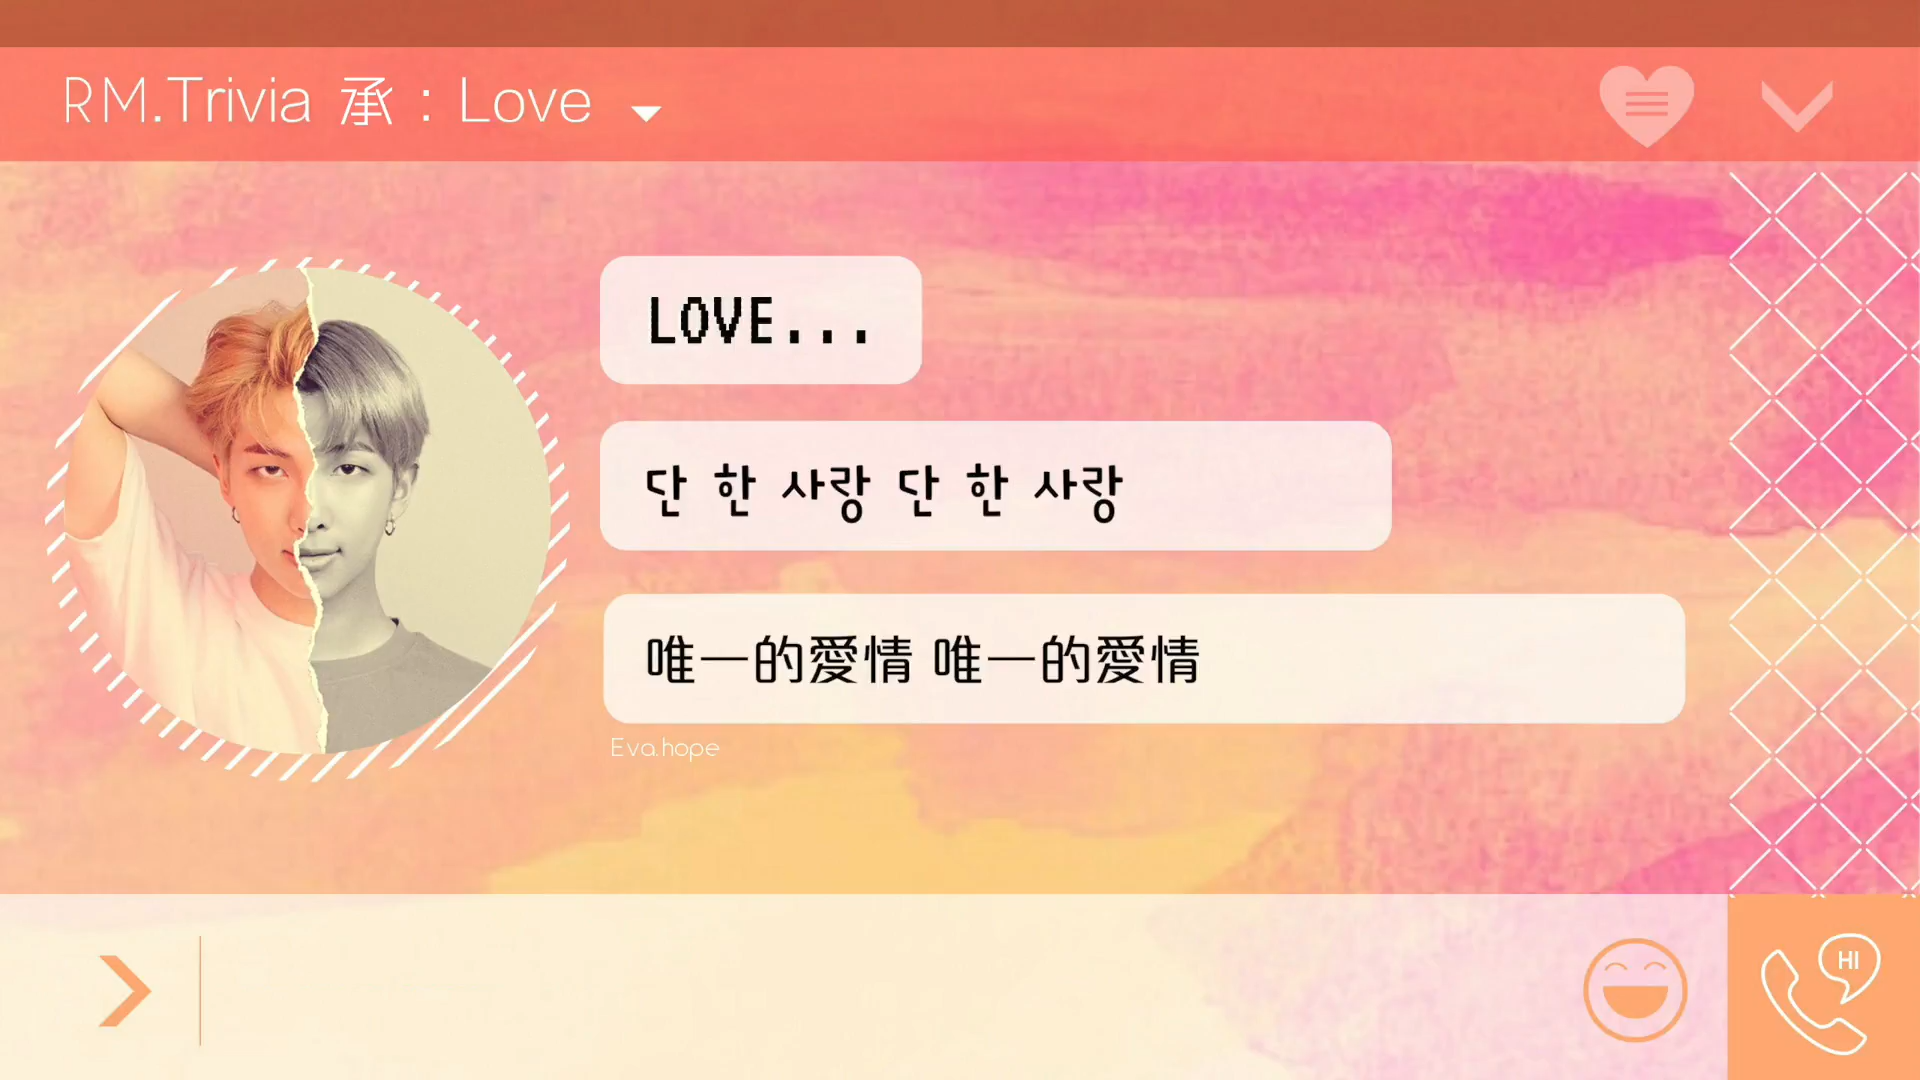 RM.Trivia 承：Love
LOVE...
단 한 사랑 단 한 사랑
唯一的愛情 唯一的愛情
Eva.hope
HI